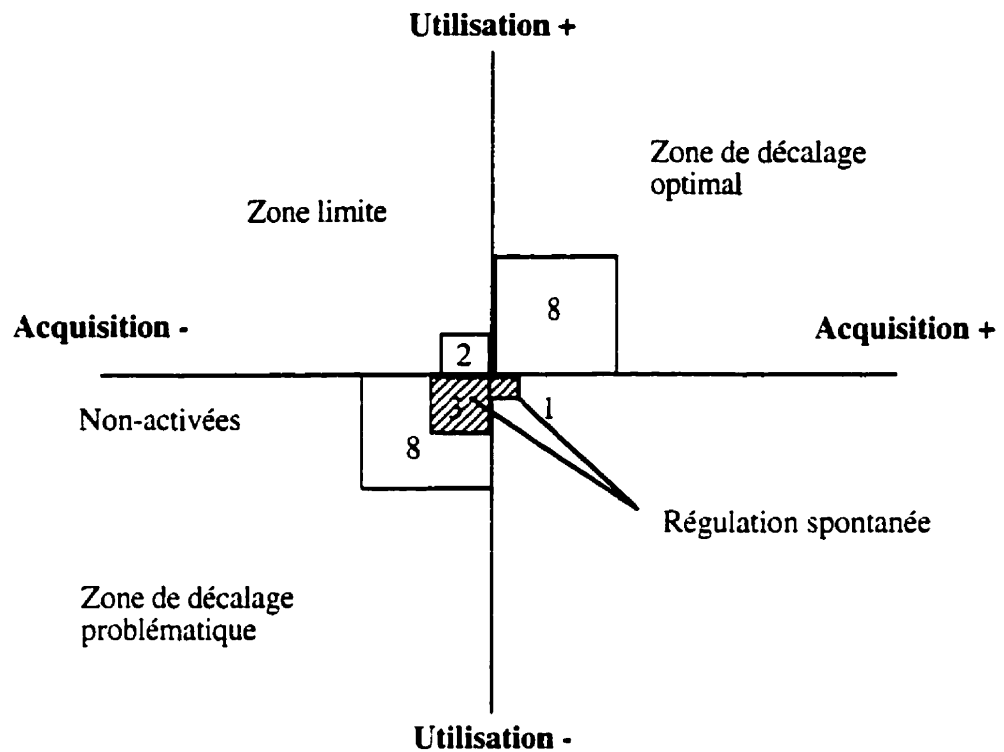 Utilisation +
Zone de décalage
optimal
Zone limite
8
Acquisition -
2
Acquisition +
Non-activées
1
8
Régulation spontanée
Zone de décalage
problématique
Utilisation -